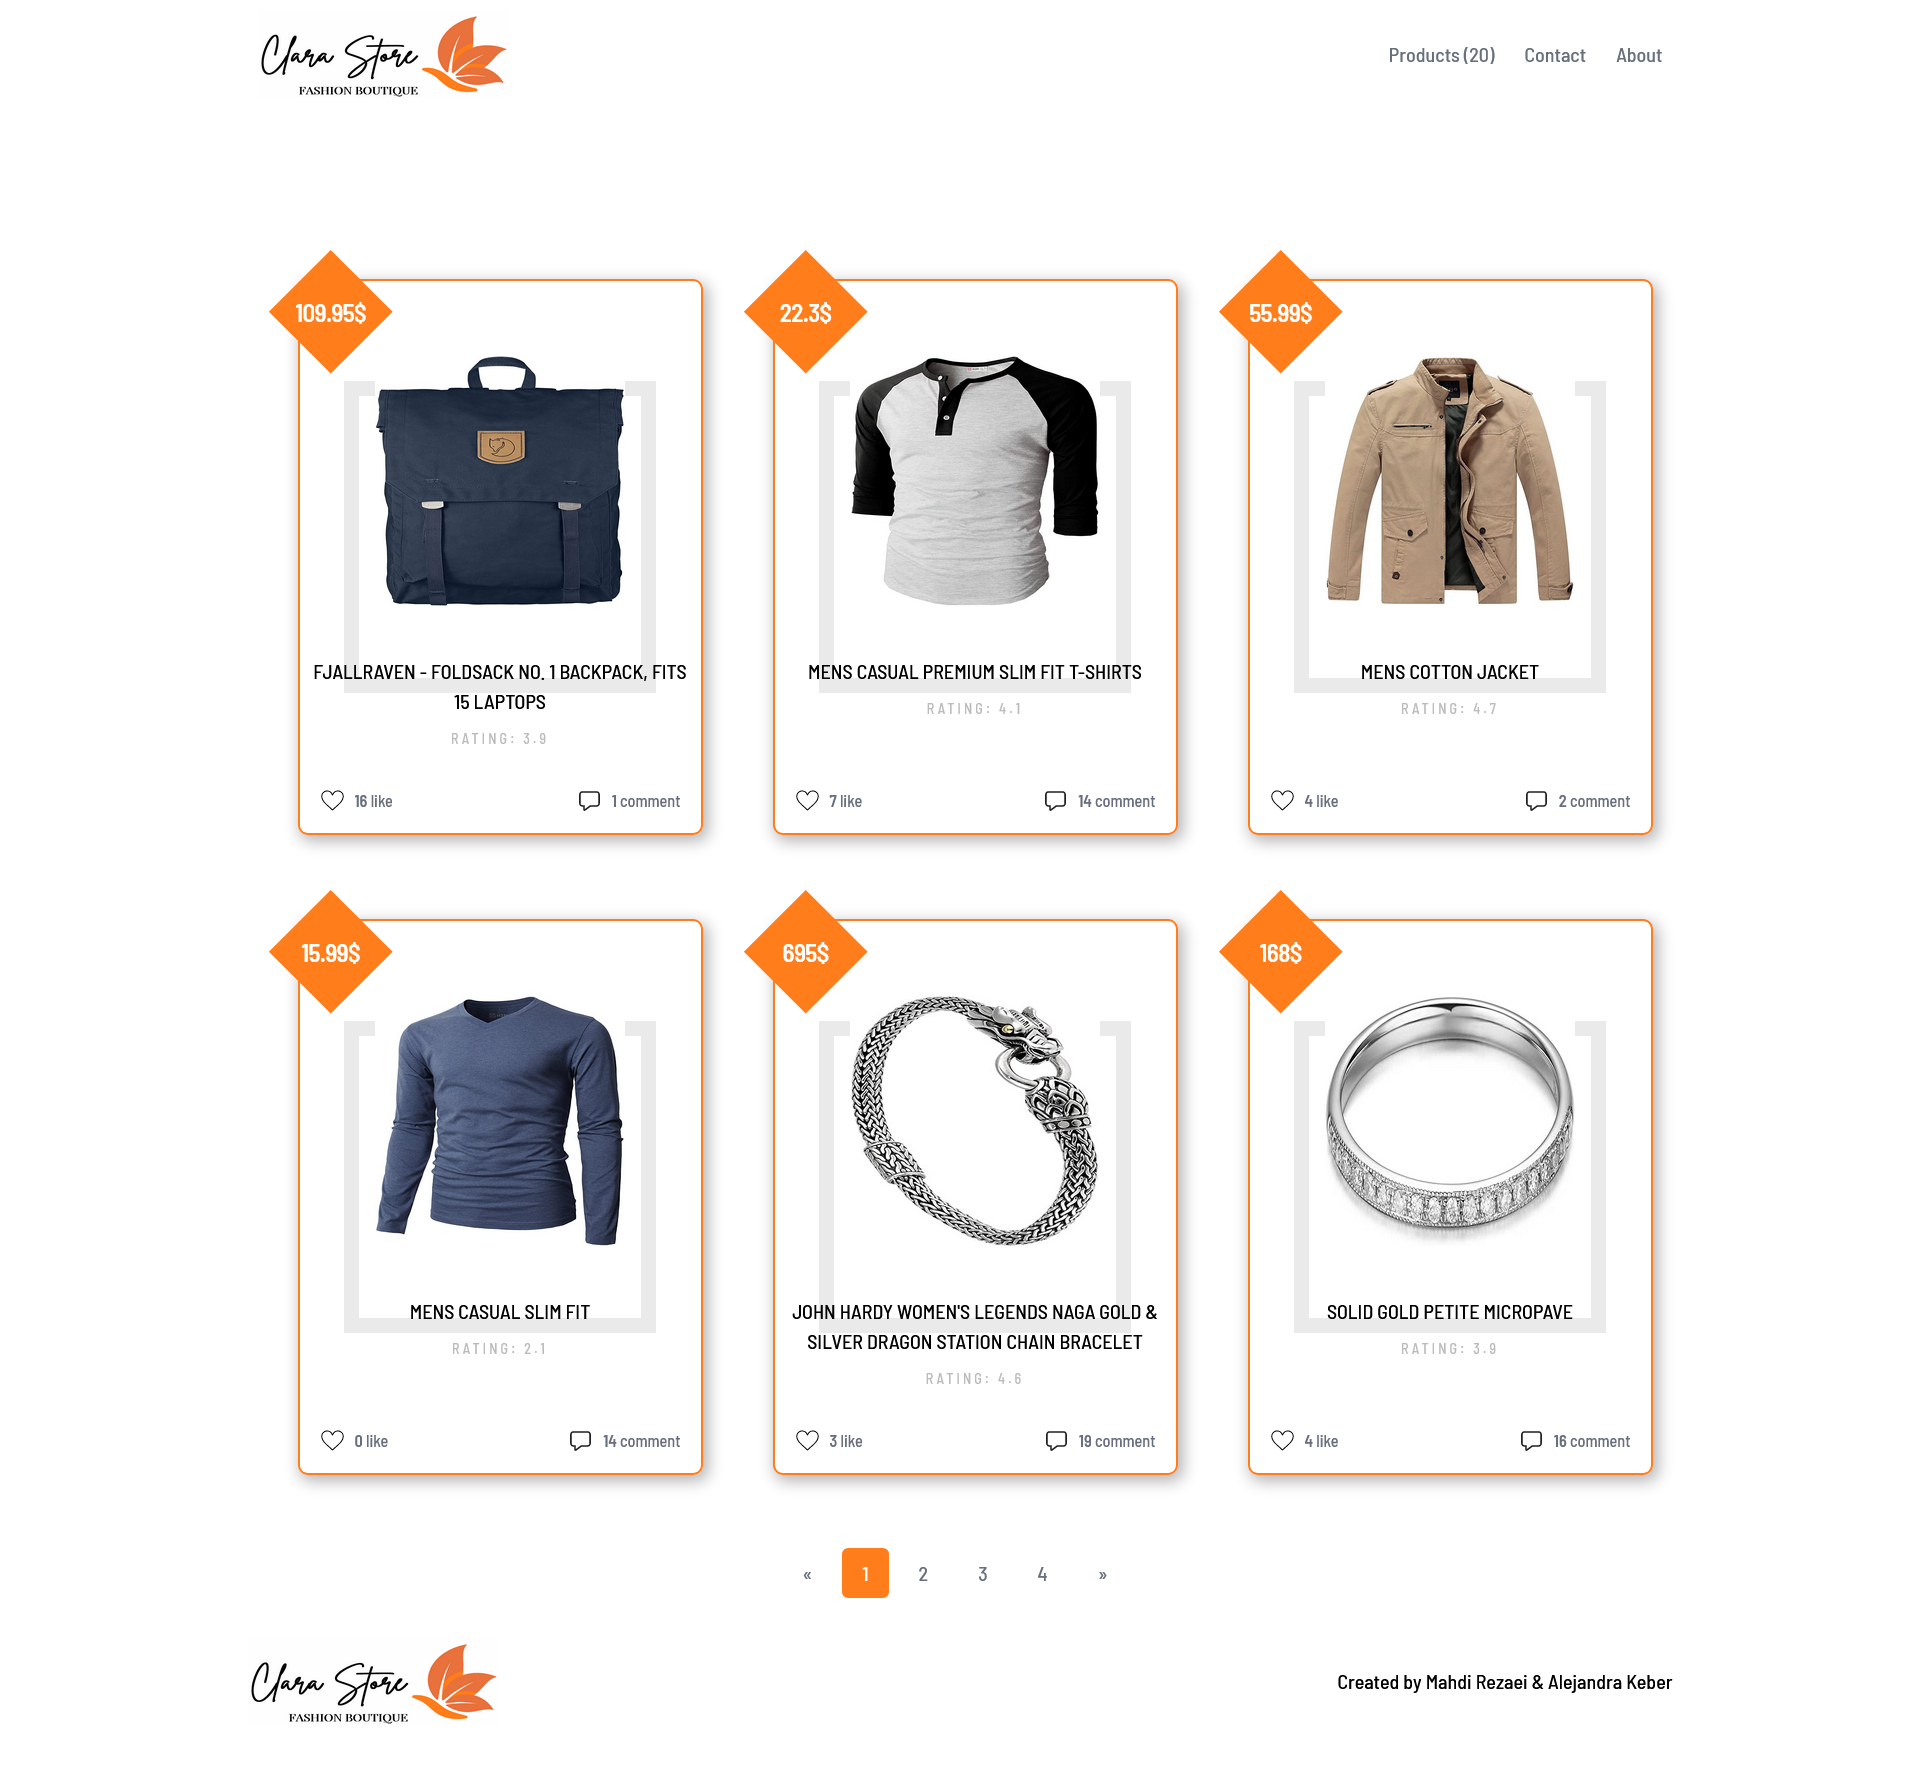 Clara Store
FASHION BOUTIQUE
Products (20) Contact About
109.95$
FJALLRAVEN - FOLDSACK NO. 1 BACKPACK, FITS
15 LAPTOPS
RATING: 3.9
16 like 1 comment
22.3$
MENS CASUAL PREMIUM SLIM FIT T-SHIRTS
RATING: 4.1
7 like 14 comment
55.99$
MENS COTTON JACKET
RATING: 4.7
4 like 2 comment
15.99$
MENS CASUAL SLIM FIT
RATING: 2.1
0 like 14 comment
695$
JOHN HARDY WOMEN'S LEGENDS NAGA GOLD &
SILVER DRAGON STATION CHAIN BRACELET
RATING: 4.6
3 like 19 comment
168$
SOLID GOLD PETITE MICROPAVE
RATING: 3.9
4 like 16 comment
« 1 2 3 4 »
Clara Store
FASHION BOUTIQUE
Created by Mahdi Rezaei & Alejandra Keber